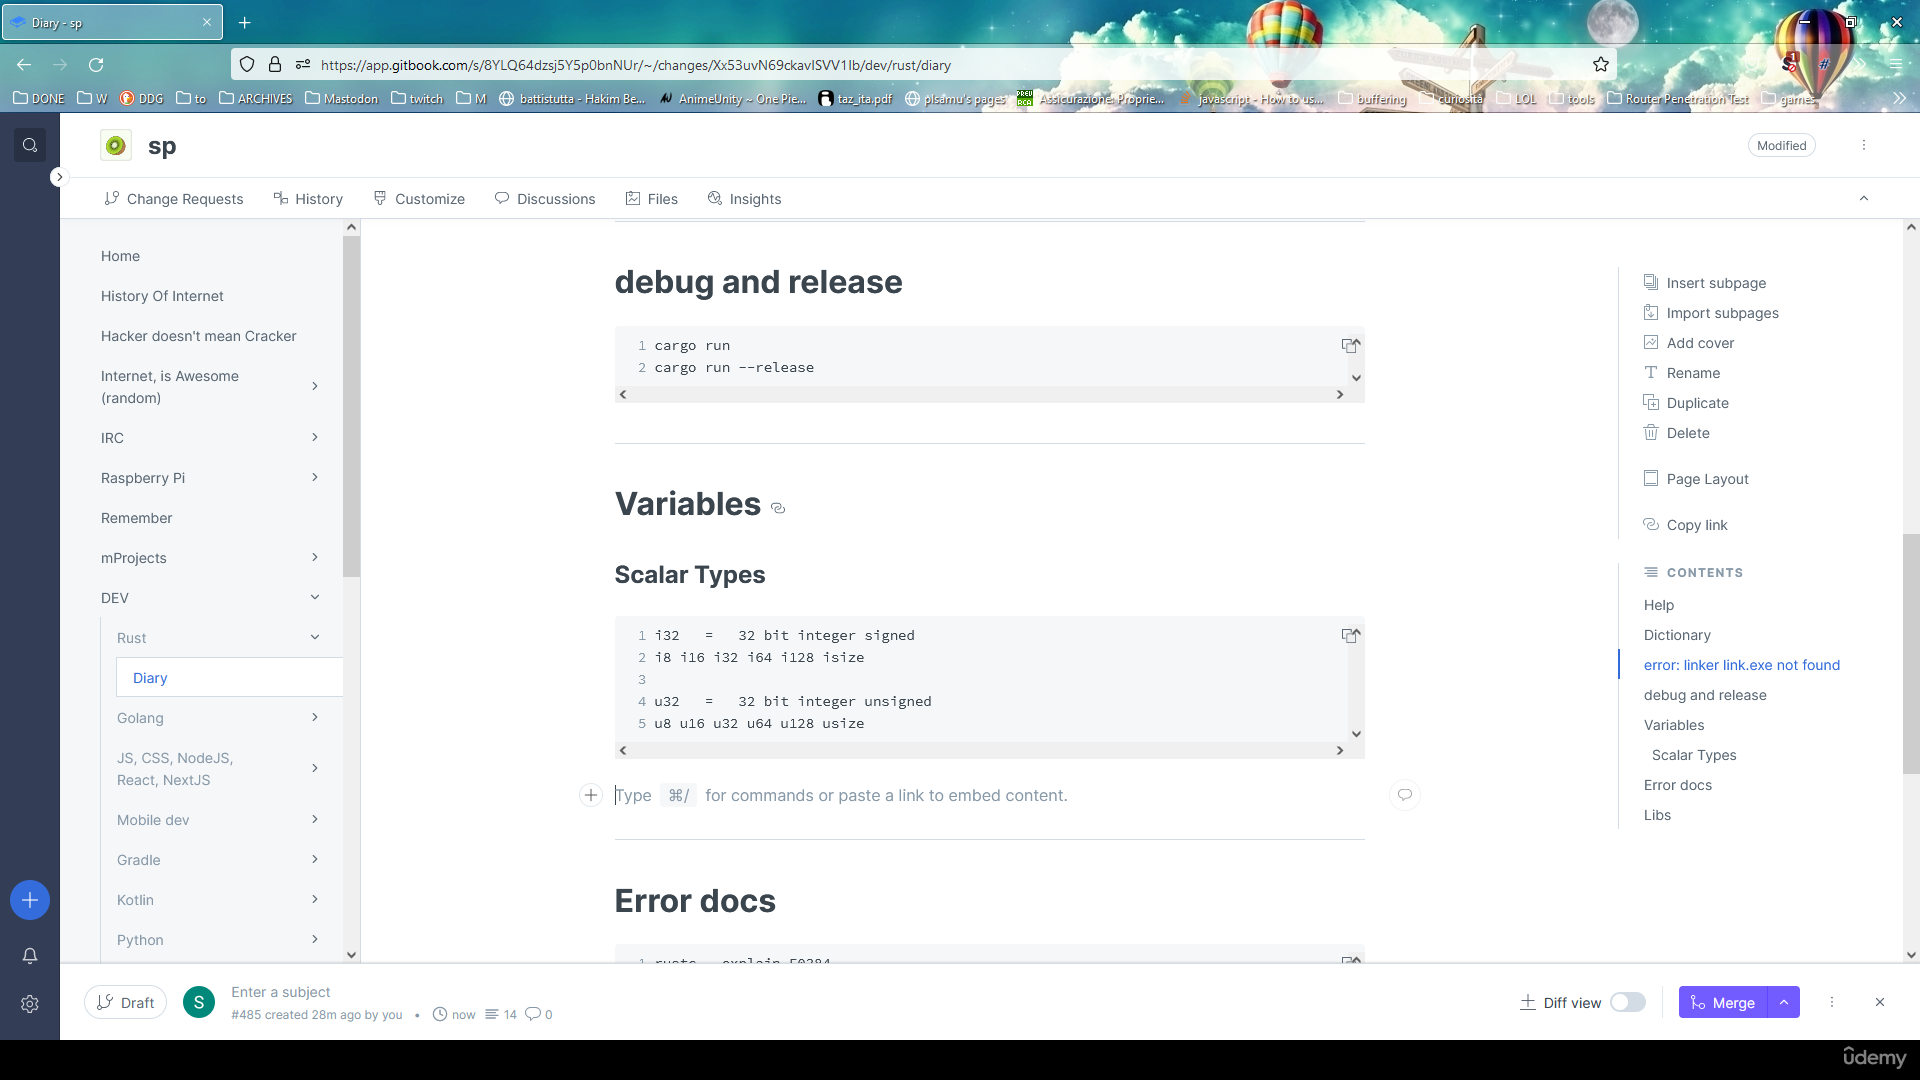 Diary - sp
https://app.gitbook.com/s/8YLQ64dzsj5Y5p0bnNUr/~/changes/Xx53uvN69ckavISVV1Ib/dev/rust/diary
DONE W DDG to ARCHIVES Mastodon twitch M battistutta - Hakim Be... AnimeUnity ~ One Pie... taz_ita.pdf plsamu's pages Assicurazione: Proprie... javascript - How to us... buffering curiosità LOL tools Router Penetration Test games
sp
Modified
Change Requests History Customize Discussions Files Insights
Home
History Of Internet
Hacker doesn't mean Cracker
Internet, is Awesome
(random)
IRC
Raspberry Pi
Remember
mProjects
DEV
Rust
Diary
Golang
JS, CSS, NodeJS,
React, NextJS
Mobile dev
Gradle
Kotlin
Python
debug and release
1 cargo run
2 cargo run --release
Variables
Scalar Types
1 i32 = 32 bit integer signed
2 i8 i16 i32 i64 i128 isize
3
4 u32 = 32 bit integer unsigned
5 u8 u16 u32 u64 u128 usize
Type ⌘/ for commands or paste a link to embed content.
Error docs
1 rustc --explain E0384
Insert subpage
Import subpages
Add cover
Rename
Duplicate
Delete
Page Layout
Copy link
CONTENTS
Help
Dictionary
error: linker link.exe not found
debug and release
Variables
Scalar Types
Error docs
Libs
Draft
S
Enter a subject
#485 created 28m ago by you • now 14 0
Diff view
Merge
udemy